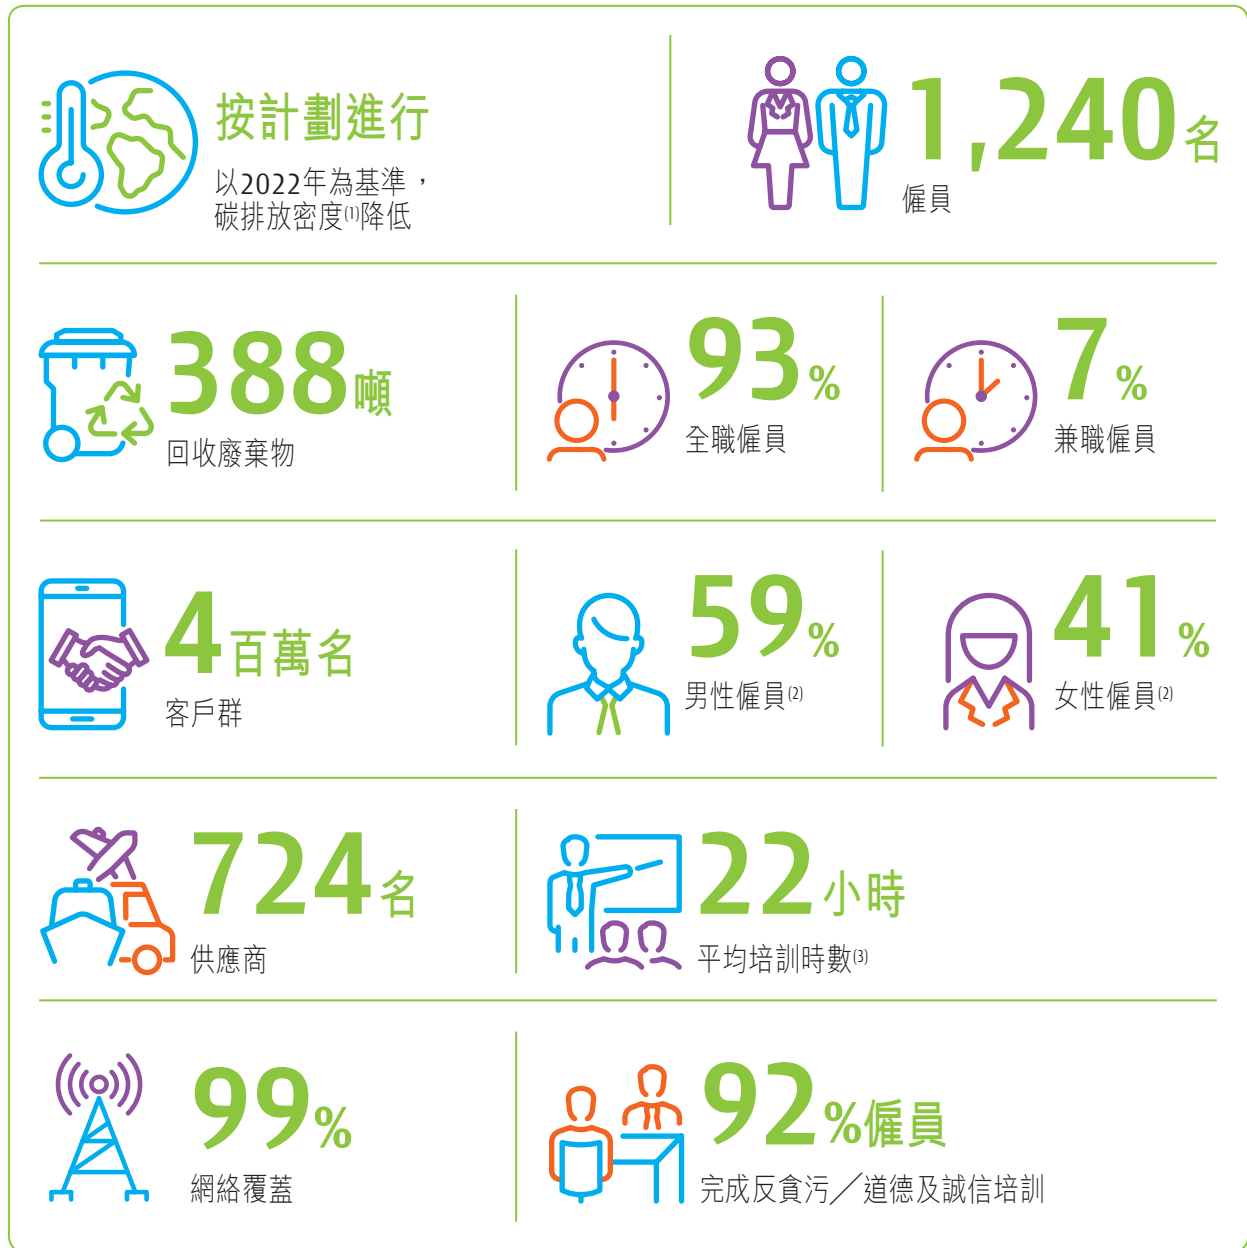 按計劃進行
以2022年為基準，
碳排放密度(1)降低
1,240名
僱員
388噸
回收廢棄物
93%
全職僱員
7%
兼職僱員
4百萬名
客戶群
59%
男性僱員(2)
41%
女性僱員(2)
724名
供應商
22小時
平均培訓時數(3)
99%
網絡覆蓋
92%僱員
完成反貪污／道德及誠信培訓